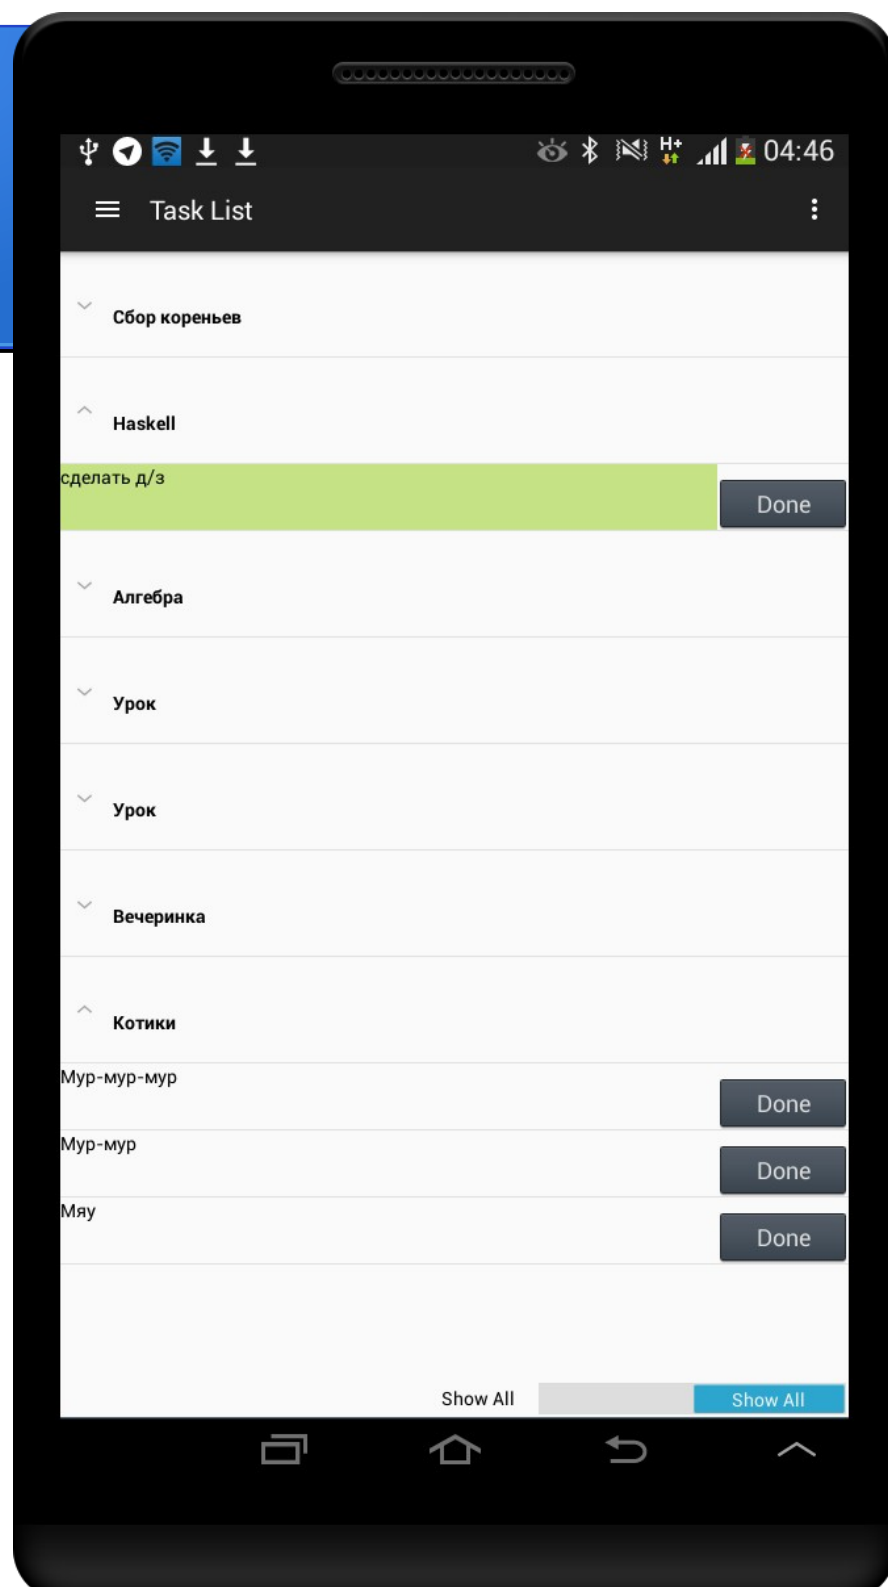 H+ 04:46
Task List
Сбор кореньев
Haskell
сделать д/з
Done
Алгебра
Урок
Урок
Вечеринка
Котики
Мур-мур-мур
Done
Мур-мур
Done
Мяу
Done
Show All Show All